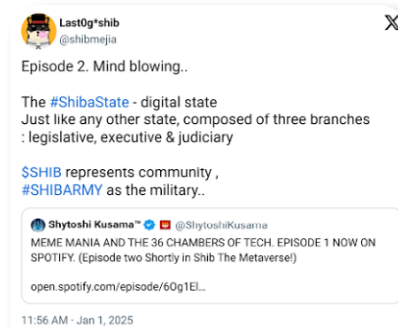 Last0g*shib
@shibmejia
Episode 2. Mind blowing..
The #ShibaState - digital state
Just like any other state, composed of three branches
: legislative, executive & judiciary
$SHIB represents community ,
#SHIBARMY as the military..
Shytoshi Kusama™ @ShytoshiKusama
MEME MANIA AND THE 36 CHAMBERS OF TECH. EPISODE 1 NOW ON
SPOTIFY. (Episode two Shortly in Shib The Metaverse!)
open.spotify.com/episode/6Og1El...
11:56 AM · Jan 1, 2025